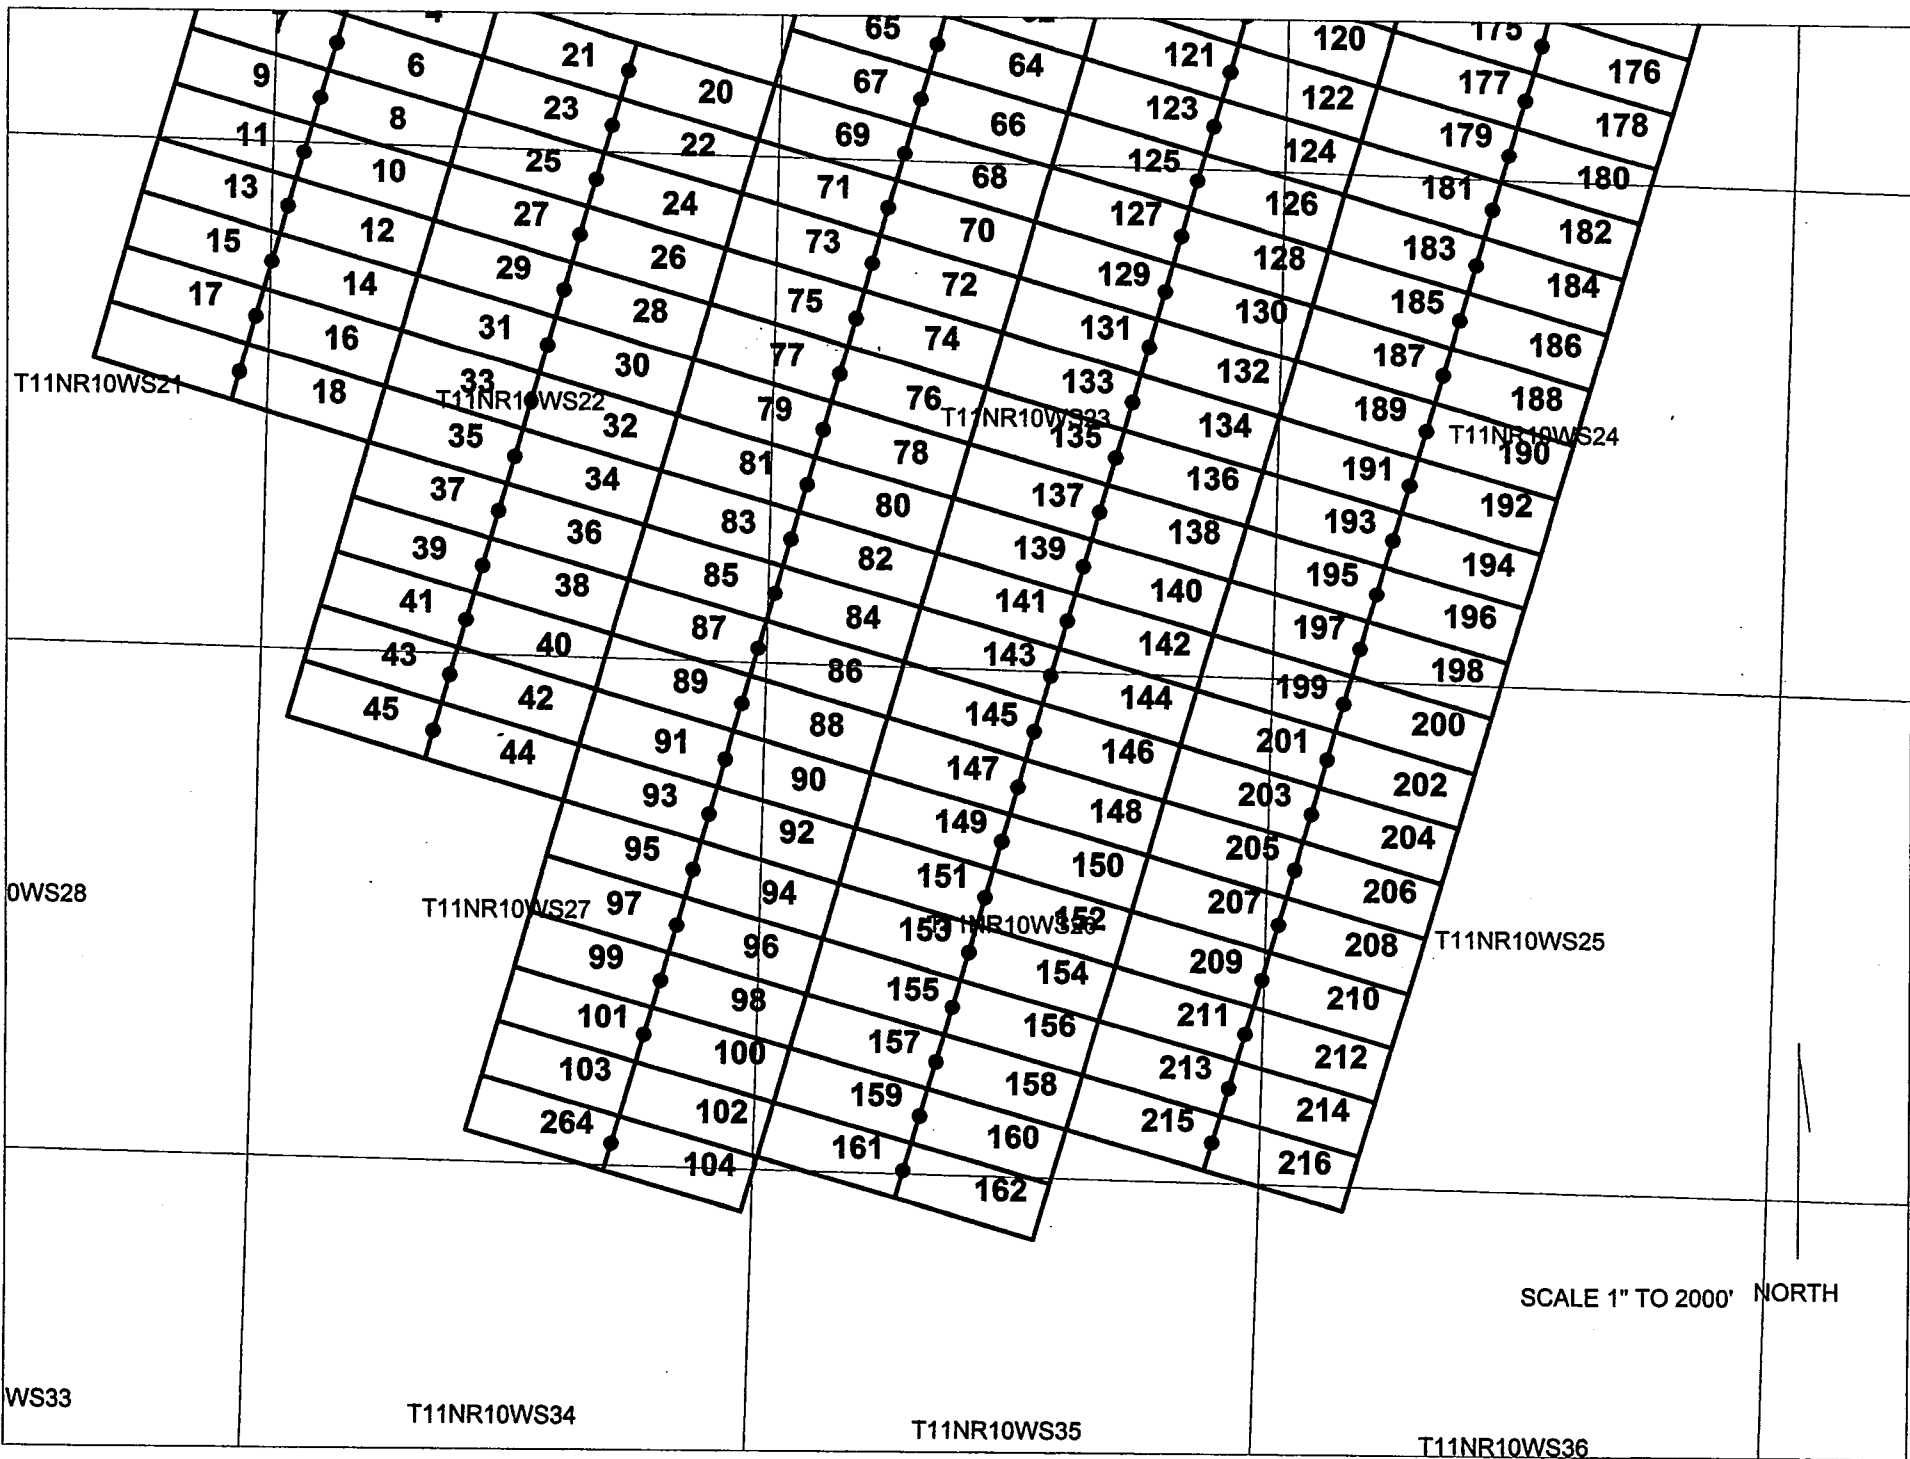 7 4 65 62 120 175
9 6 21 20 67 64 121 122 177 176
11 8 23 22 69 66 123 124 179 178
13 10 25 24 71 68 125 126 181 180
15 12 27 26 73 70 127 128 183 182
17 14 29 28 75 72 129 130 185 184
16 31 30 77 74 131 132 187 186
T11NR10WS21 18 33 T11NR10WS22 32 79 76 T11NR10WS23 133 134 189 188
35 34 81 78 135 136 191 T11NR10WS24 190
37 36 83 80 137 138 193 192
39 38 85 82 139 140 195 194
41 40 87 84 141 142 197 196
43 42 89 86 143 144 199 198
45 44 91 88 145 146 201 200
93 90 147 148 203 202
95 92 149 150 205 204
0WS28 T11NR10WS27 97 94 151 152 207 206
99 96 153 T11NR10WS26 154 209 208 T11NR10WS25
101 98 155 156 211 210
103 100 157 158 213 212
264 102 159 160 215 214
104 161 162 216
SCALE 1" TO 2000' NORTH
WS33 T11NR10WS34 T11NR10WS35 T11NR10WS36